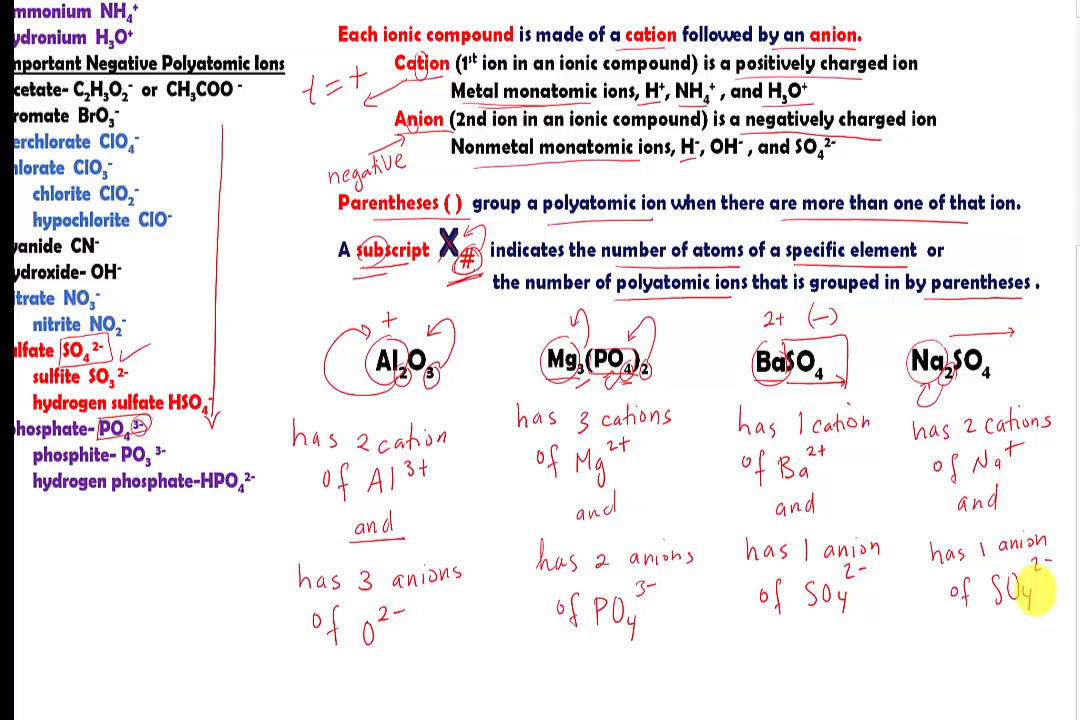 mmonium NH₄⁺
ydronium H₃O⁺
mportant Negative Polyatomic Ions
cetate- C₂H₃O₂⁻ or CH₃COO⁻
romate BrO₃⁻
erchlorate ClO₄⁻
hlorate ClO₃⁻
chlorite ClO₂⁻
hypochlorite ClO⁻
yanide CN⁻
ydroxide- OH⁻
itrate NO₃⁻
nitrite NO₂⁻
ulfate SO₄²⁻
sulfite SO₃²⁻
hydrogen sulfate HSO₄⁻
phosphate- PO₄³⁻
phosphite- PO₃³⁻
hydrogen phosphate-HPO₄²⁻
Each ionic compound is made of a cation followed by an anion.
t = +
Cation (1st ion in an ionic compound) is a positively charged ion
Metal monatomic ions, H⁺, NH₄⁺, and H₃O⁺
Anion (2nd ion in an ionic compound) is a negatively charged ion
Nonmetal monatomic ions, H⁻, OH⁻, and SO₄²⁻
negative
Parentheses ( ) group a polyatomic ion when there are more than one of that ion.
A subscript X# indicates the number of atoms of a specific element or
the number of polyatomic ions that is grouped in by parentheses.
+
Al₂O₃
has 2 cation
of Al³⁺
and
has 3 anions
of O²⁻
Mg₃(PO₄)₂
has 3 cations
of Mg²⁺
and
has 2 anions
of PO₄³⁻
2+ (-)
BaSO₄
has 1 cation
of Ba²⁺
and
has 1 anion
of SO₄²⁻
Na₂SO₄
has 2 cations
of Na⁺
and
has 1 anion
of SO₄²⁻